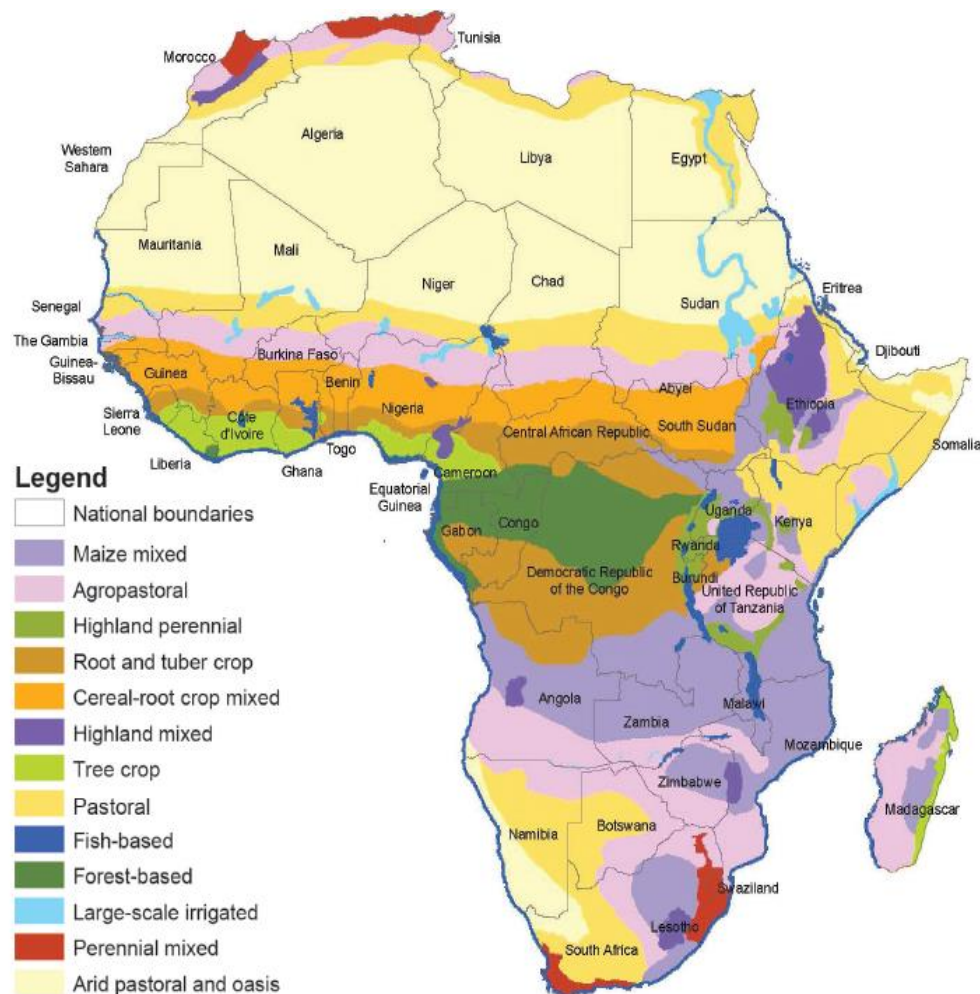 Morocco
Tunisia
Algeria
Libya
Egypt
Western
Sahara
Mauritania
Mali
Niger
Chad
Sudan
Eritrea
Senegal
The Gambia
Guinea-
Bissau
Burkina Faso
Djibouti
Guinea
Benin
Nigeria
Abyei
Ethiopia
Sierra
Leone
Côte
d'Ivoire
Central African Republic
South Sudan
Somalia
Liberia
Ghana
Togo
Cameroon
Equatorial
Guinea
Uganda
Kenya
Gabon
Congo
Rwanda
Democratic Republic
of the Congo
Burundi
United Republic
of Tanzania
Angola
Zambia
Malawi
Mozambique
Zimbabwe
Madagascar
Namibia
Botswana
Swaziland
Lesotho
South Africa
Legend
National boundaries
Maize mixed
Agropastoral
Highland perennial
Root and tuber crop
Cereal-root crop mixed
Highland mixed
Tree crop
Pastoral
Fish-based
Forest-based
Large-scale irrigated
Perennial mixed
Arid pastoral and oasis